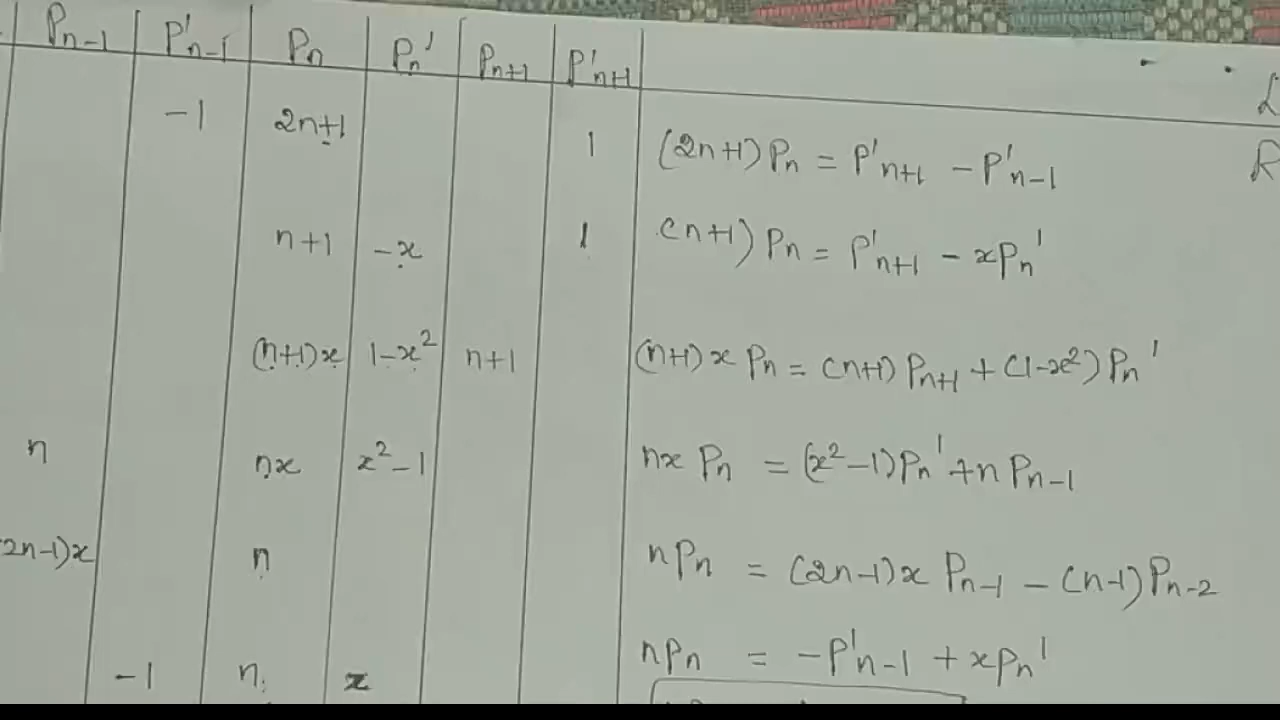 Pn-1 P'n-1 Pn Pn' Pn+1 P'n+1
-1 2n+1 1 (2n+1) Pn = P'n+1 - P'n-1
n+1 -x 1 (n+1) Pn = P'n+1 - xPn'
(n+1)x 1-x² n+1 (n+1) x Pn = (n+1) Pn+1 + (1-x²) Pn'
n nx x²-1 nx Pn = (x²-1)Pn' + n Pn-1
2n-1)x n nPn = (2n-1)x Pn-1 - (n-1) Pn-2
-1 n x nPn = -P'n-1 + xPn'